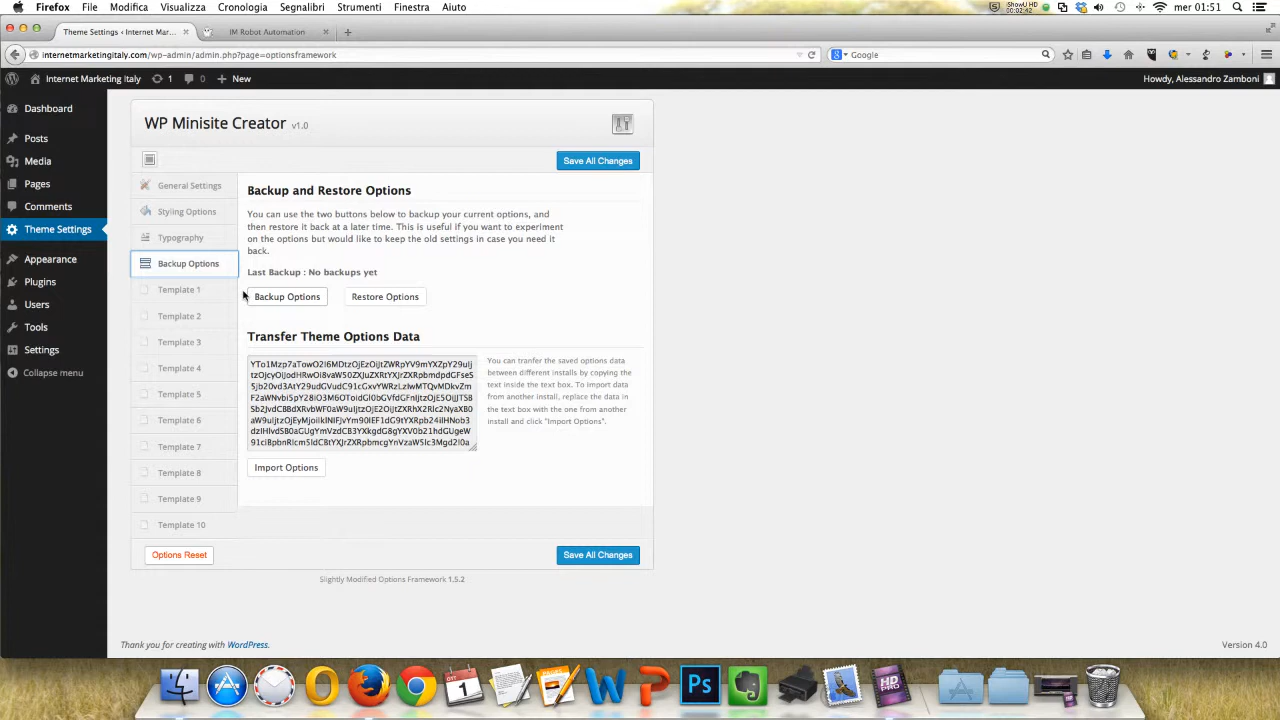 Firefox File Modifica Visualizza Cronologia Segnalibri Strumenti Finestra Aiuto ShowU HD 00:02:42 mer 01:51
Theme Settings ‹ Internet Mar... IM Robot Automation
internetmarketingitaly.com/wp-admin/admin.php?page=optionsframework Google
Internet Marketing Italy 1 0 New Howdy, Alessandro Zamboni
Dashboard
Posts
Media
Pages
Comments
Theme Settings
Appearance
Plugins
Users
Tools
Settings
Collapse menu
WP Minisite Creator v1.0
Save All Changes
General Settings
Styling Options
Typography
Backup Options
Template 1
Template 2
Template 3
Template 4
Template 5
Template 6
Template 7
Template 8
Template 9
Template 10
Backup and Restore Options
You can use the two buttons below to backup your current options, and
then restore it back at a later time. This is useful if you want to experiment
on the options but would like to keep the old settings in case you need it
back.
Last Backup : No backups yet
Backup Options Restore Options
Transfer Theme Options Data
You can tranfer the saved options data
between different installs by copying the
text inside the text box. To import data
from another install, replace the data in
the text box with the one from another
install and click "Import Options".
Import Options
Options Reset Save All Changes
Slightly Modified Options Framework 1.5.2
Thank you for creating with WordPress. Version 4.0
OTT
1
Ps
HD
PRO